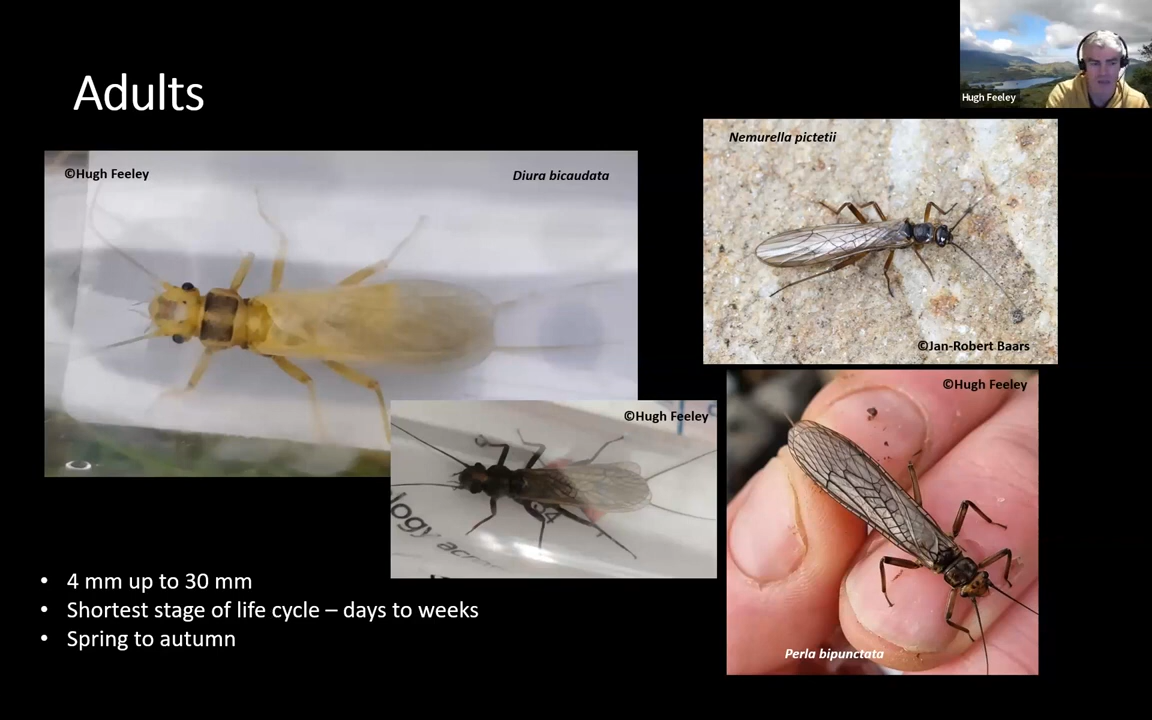 Adults
Hugh Feeley
©Hugh Feeley
Diura bicaudata
Nemurella pictetii
©Jan-Robert Baars
©Hugh Feeley
©Hugh Feeley
Perla bipunctata
• 4 mm up to 30 mm
• Shortest stage of life cycle – days to weeks
• Spring to autumn